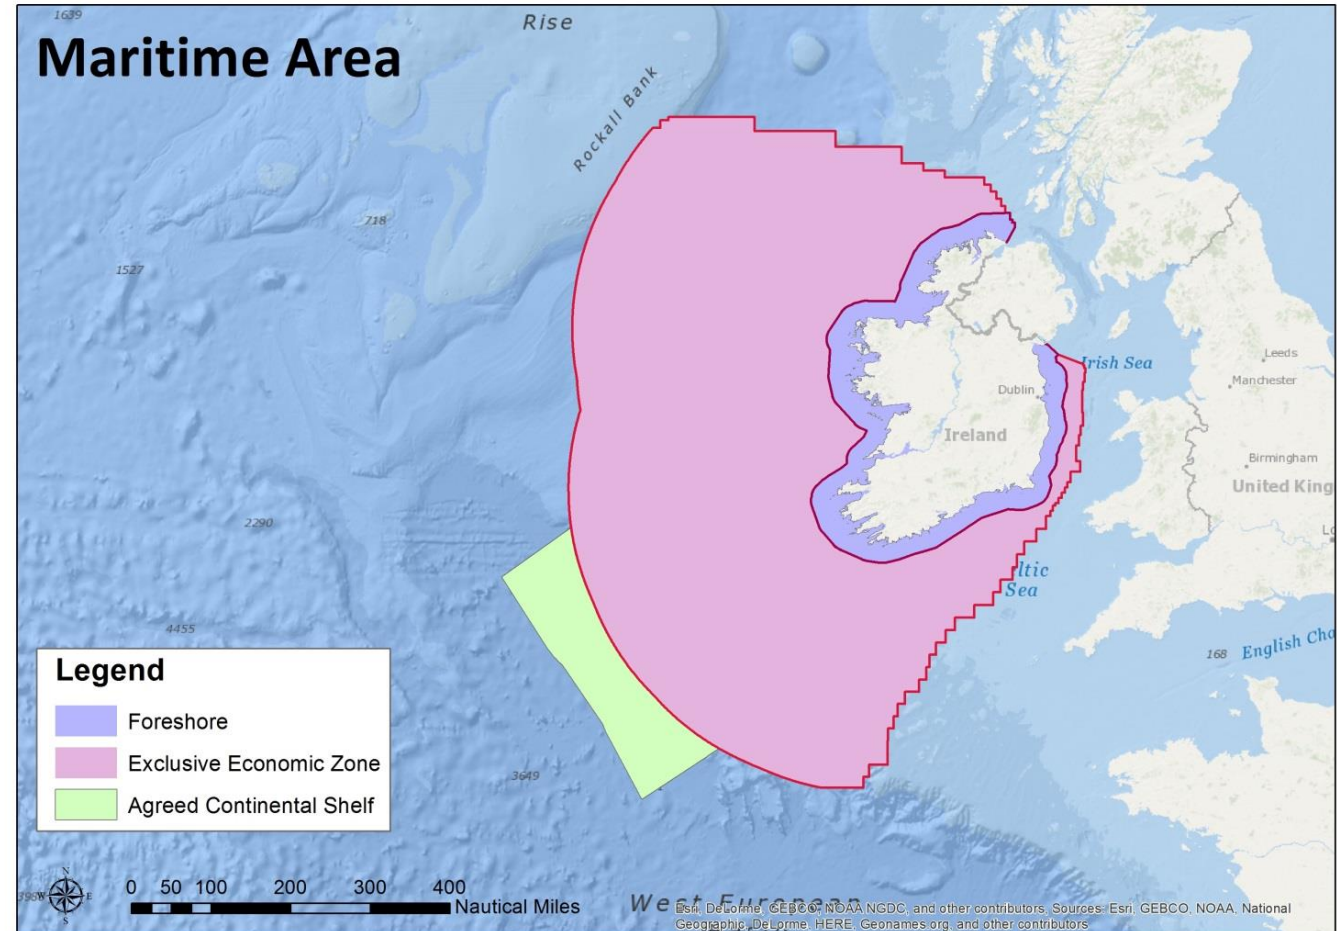 1639
Rise
Maritime Area
Rockall Bank
718
1527
Irish Sea
Leeds
Manchester
Dublin
Ireland
Birmingham
United King
2290
ltic
Sea
4455
168
English Cha
Legend
Foreshore
Exclusive Economic Zone
Agreed Continental Shelf
3649
N
W
E
S
0 50 100 200 300 400
Nautical Miles
West European
Esri, DeLorme, GEBCO, NOAA NGDC, and other contributors, Sources: Esri, GEBCO, NOAA, National
Geographic, DeLorme, HERE, Geonames.org, and other contributors